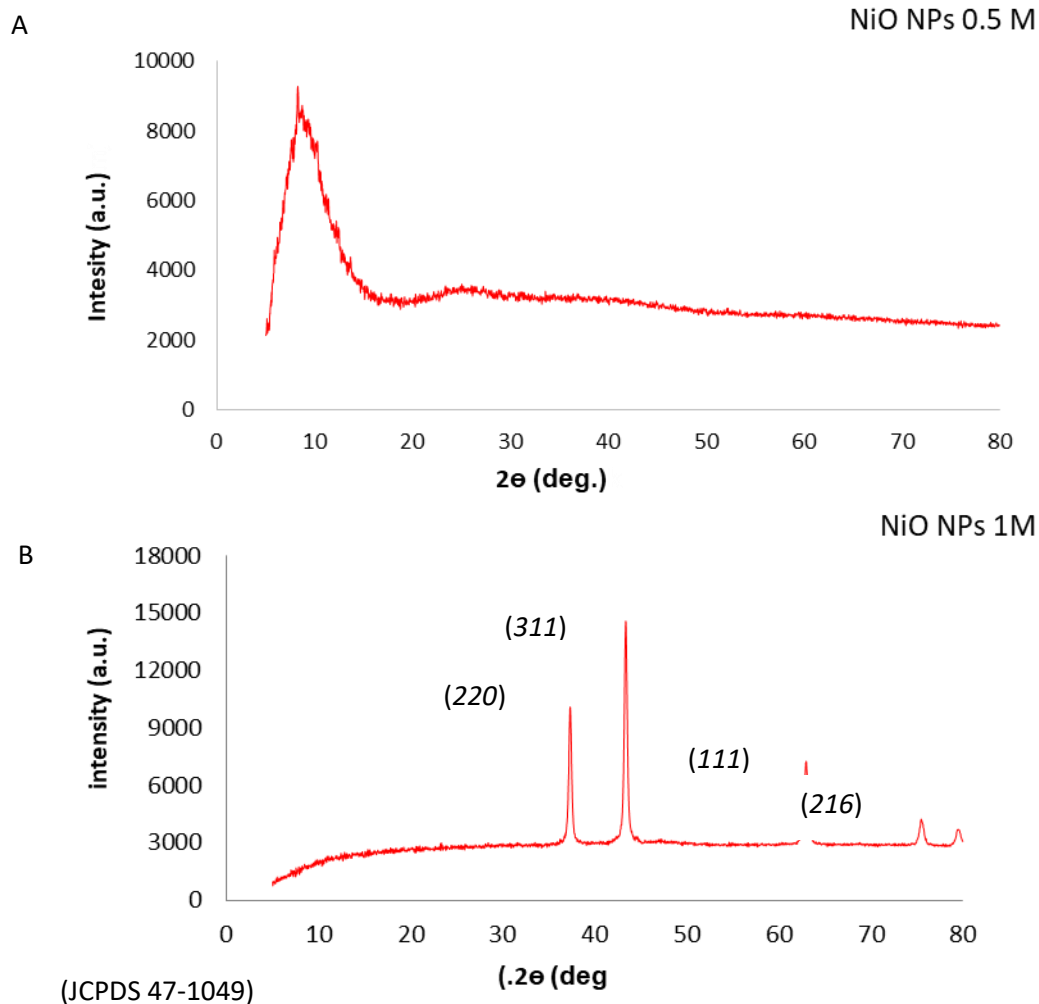 A
NiO NPs 0.5 M
10000
8000
6000
4000
2000
0
Intesity (a.u.)
0 10 20 30 40 50 60 70 80
2ɵ (deg.)
NiO NPs 1M
B
18000
15000
12000
9000
6000
3000
0
intensity (a.u.)
(311)
(220)
(111)
(216)
0 10 20 30 40 50 60 70 80
(.2ɵ (deg
(JCPDS 47-1049)